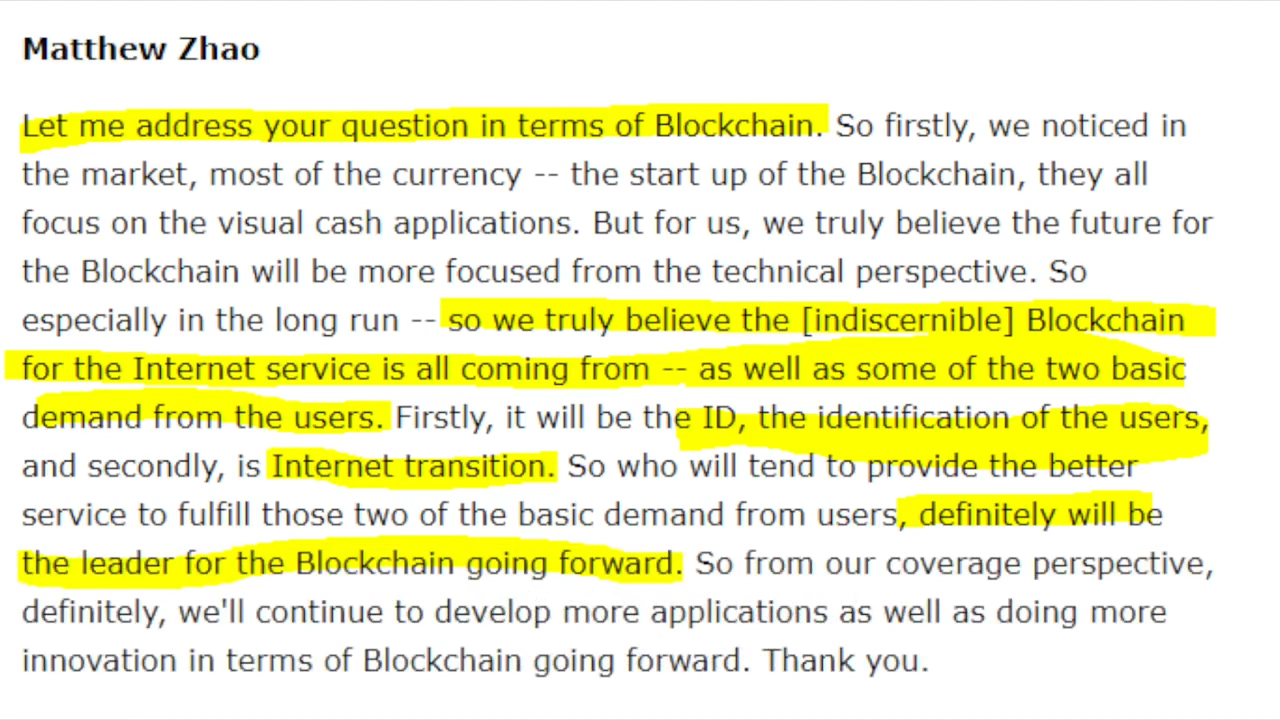 Matthew Zhao
Let me address your question in terms of Blockchain. So firstly, we noticed in
the market, most of the currency -- the start up of the Blockchain, they all
focus on the visual cash applications. But for us, we truly believe the future for
the Blockchain will be more focused from the technical perspective. So
especially in the long run -- so we truly believe the [indiscernible] Blockchain
for the Internet service is all coming from -- as well as some of the two basic
demand from the users. Firstly, it will be the ID, the identification of the users,
and secondly, is Internet transition. So who will tend to provide the better
service to fulfill those two of the basic demand from users, definitely will be
the leader for the Blockchain going forward. So from our coverage perspective,
definitely, we'll continue to develop more applications as well as doing more
innovation in terms of Blockchain going forward. Thank you.